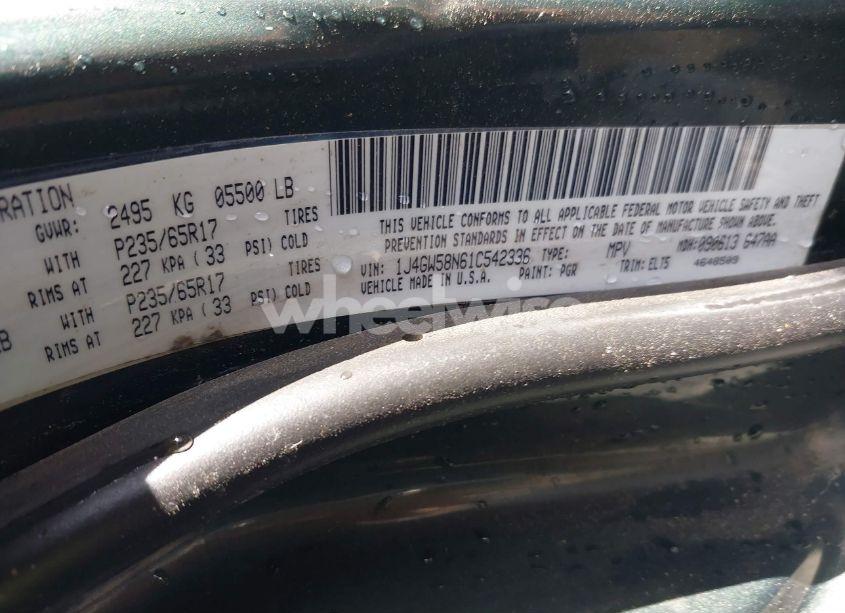 RATION
GVWR: 2495 KG 05500 LB
WITH P235/65R17 TIRES
RIMS AT 227 KPA ( 33 PSI) COLD
WITH P235/65R17 TIRES
B RIMS AT 227 KPA ( 33 PSI) COLD
THIS VEHICLE CONFORMS TO ALL APPLICABLE FEDERAL MOTOR VEHICLE SAFETY AND THEFT
PREVENTION STANDARDS IN EFFECT ON THE DATE OF MANUFACTURE SHOWN ABOVE.
VIN: 1J4GW58N61C542336 TYPE: MPV MDH: 090613 647AA
VEHICLE MADE IN U.S.A. PAINT: PGR TRIM: ELT5 4648509
wheelwise